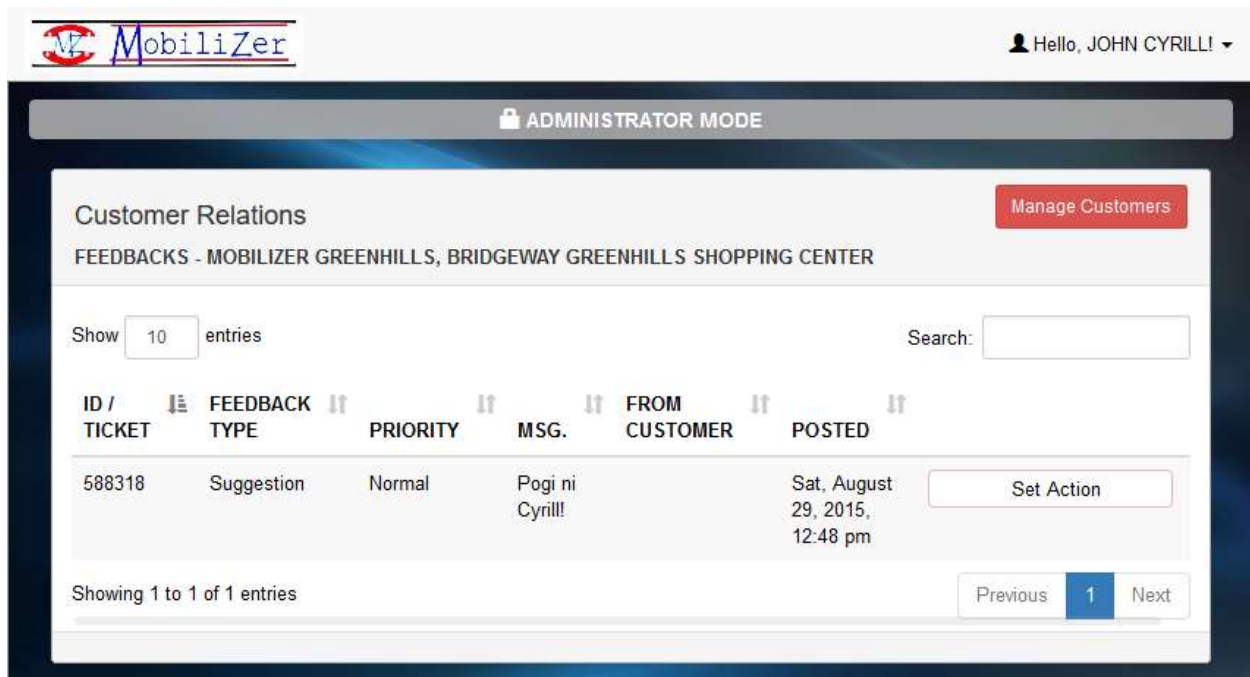 MZ MobiliZer
Hello, JOHN CYRILL!
ADMINISTRATOR MODE
Customer Relations
Manage Customers
FEEDBACKS - MOBILIZER GREENHILLS, BRIDGEWAY GREENHILLS SHOPPING CENTER
Show 10 entries
Search:
ID / TICKET
FEEDBACK TYPE
PRIORITY
MSG.
FROM CUSTOMER
POSTED
588318
Suggestion
Normal
Pogi ni
Cyrill!
Sat, August
29, 2015,
12:48 pm
Set Action
Showing 1 to 1 of 1 entries
Previous 1 Next